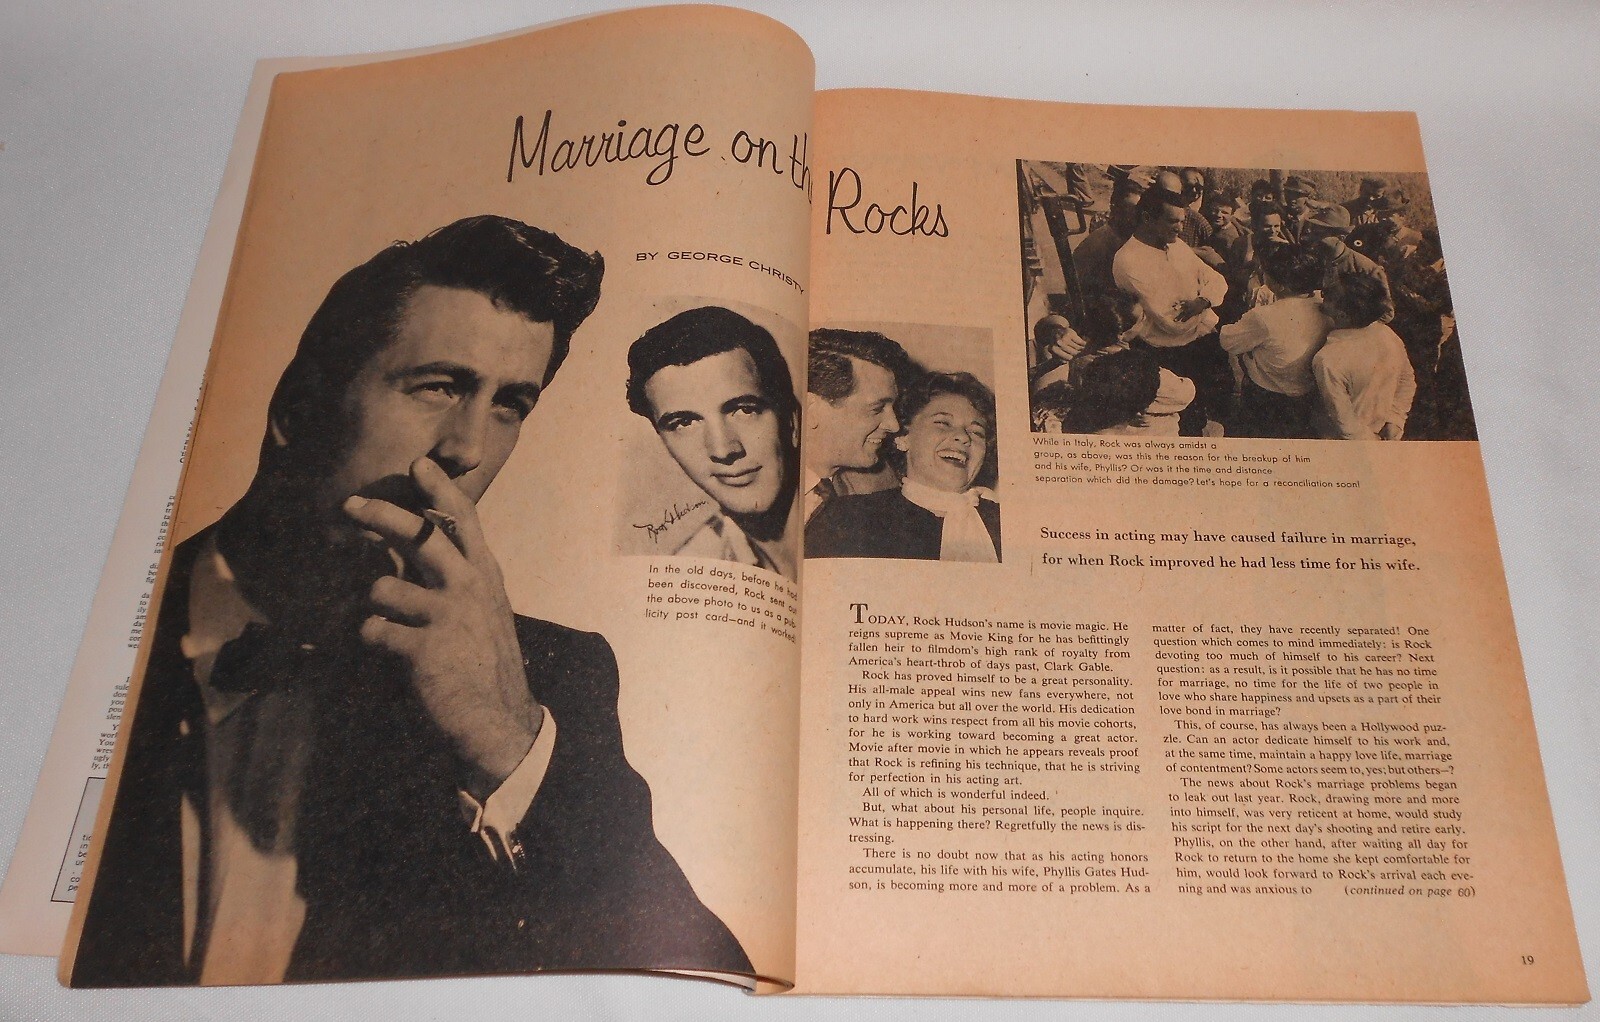 Marriage on th Rocks
BY GEORGE CHRISTY
Rock Hudson
In the old days, before he had
been discovered, Rock sent out
the above photo to us as a pub-
licity post card—and it worked!
While in Italy, Rock was always amidst a
group, as above; was this the reason for the breakup of him
and his wife, Phyllis? Or was it the time and distance
separation which did the damage? Let's hope for a reconciliation soon!
Success in acting may have caused failure in marriage,
for when Rock improved he had less time for his wife.
TODAY, Rock Hudson's name is movie magic. He
reigns supreme as Movie King for he has befittingly
fallen heir to filmdom's high rank of royalty from
America's heart-throb of days past, Clark Gable.
Rock has proved himself to be a great personality.
His all-male appeal wins new fans everywhere, not
only in America but all over the world. His dedication
to hard work wins respect from all his movie cohorts,
for he is working toward becoming a great actor.
Movie after movie in which he appears reveals proof
that Rock is refining his technique, that he is striving
for perfection in his acting art.
All of which is wonderful indeed.
But, what about his personal life, people inquire.
What is happening there? Regretfully the news is dis-
tressing.
There is no doubt now that as his acting honors
accumulate, his life with his wife, Phyllis Gates Hud-
son, is becoming more and more of a problem. As a
matter of fact, they have recently separated! One
question which comes to mind immediately: is Rock
devoting too much of himself to his career? Next
question: as a result, is it possible that he has no time
for marriage, no time for the life of two people in
love who share happiness and upsets as a part of their
love bond in marriage?
This, of course, has always been a Hollywood puz-
zle. Can an actor dedicate himself to his work and,
at the same time, maintain a happy love life, marriage
of contentment? Some actors seem to, yes; but others—?
The news about Rock's marriage problems began
to leak out last year. Rock, drawing more and more
into himself, was very reticent at home, would study
his script for the next day's shooting and retire early.
Phyllis, on the other hand, after waiting all day for
Rock to return to the home she kept comfortable for
him, would look forward to Rock's arrival each eve-
ning and was anxious to (continued on page 60)
19